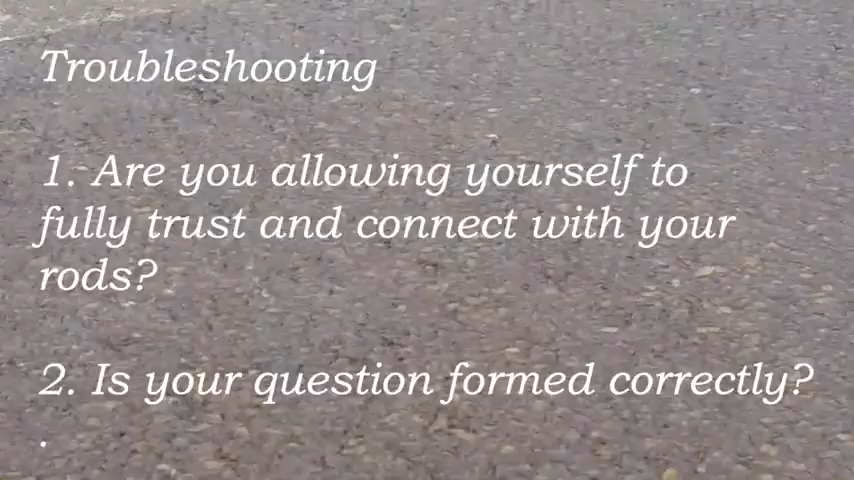 Troubleshooting
1. Are you allowing yourself to
fully trust and connect with your
rods?
2. Is your question formed correctly?
.